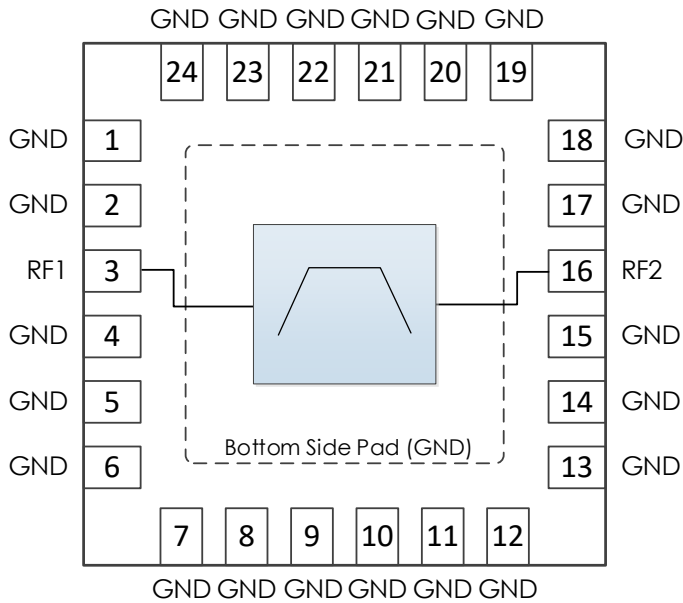 GND GND GND GND GND GND
24 23 22 21 20 19
GND 1 18 GND
GND 2 17 GND
RF1 3 16 RF2
GND 4 15 GND
GND 5 14 GND
Bottom Side Pad (GND)
GND 6 13 GND
7 8 9 10 11 12
GND GND GND GND GND GND